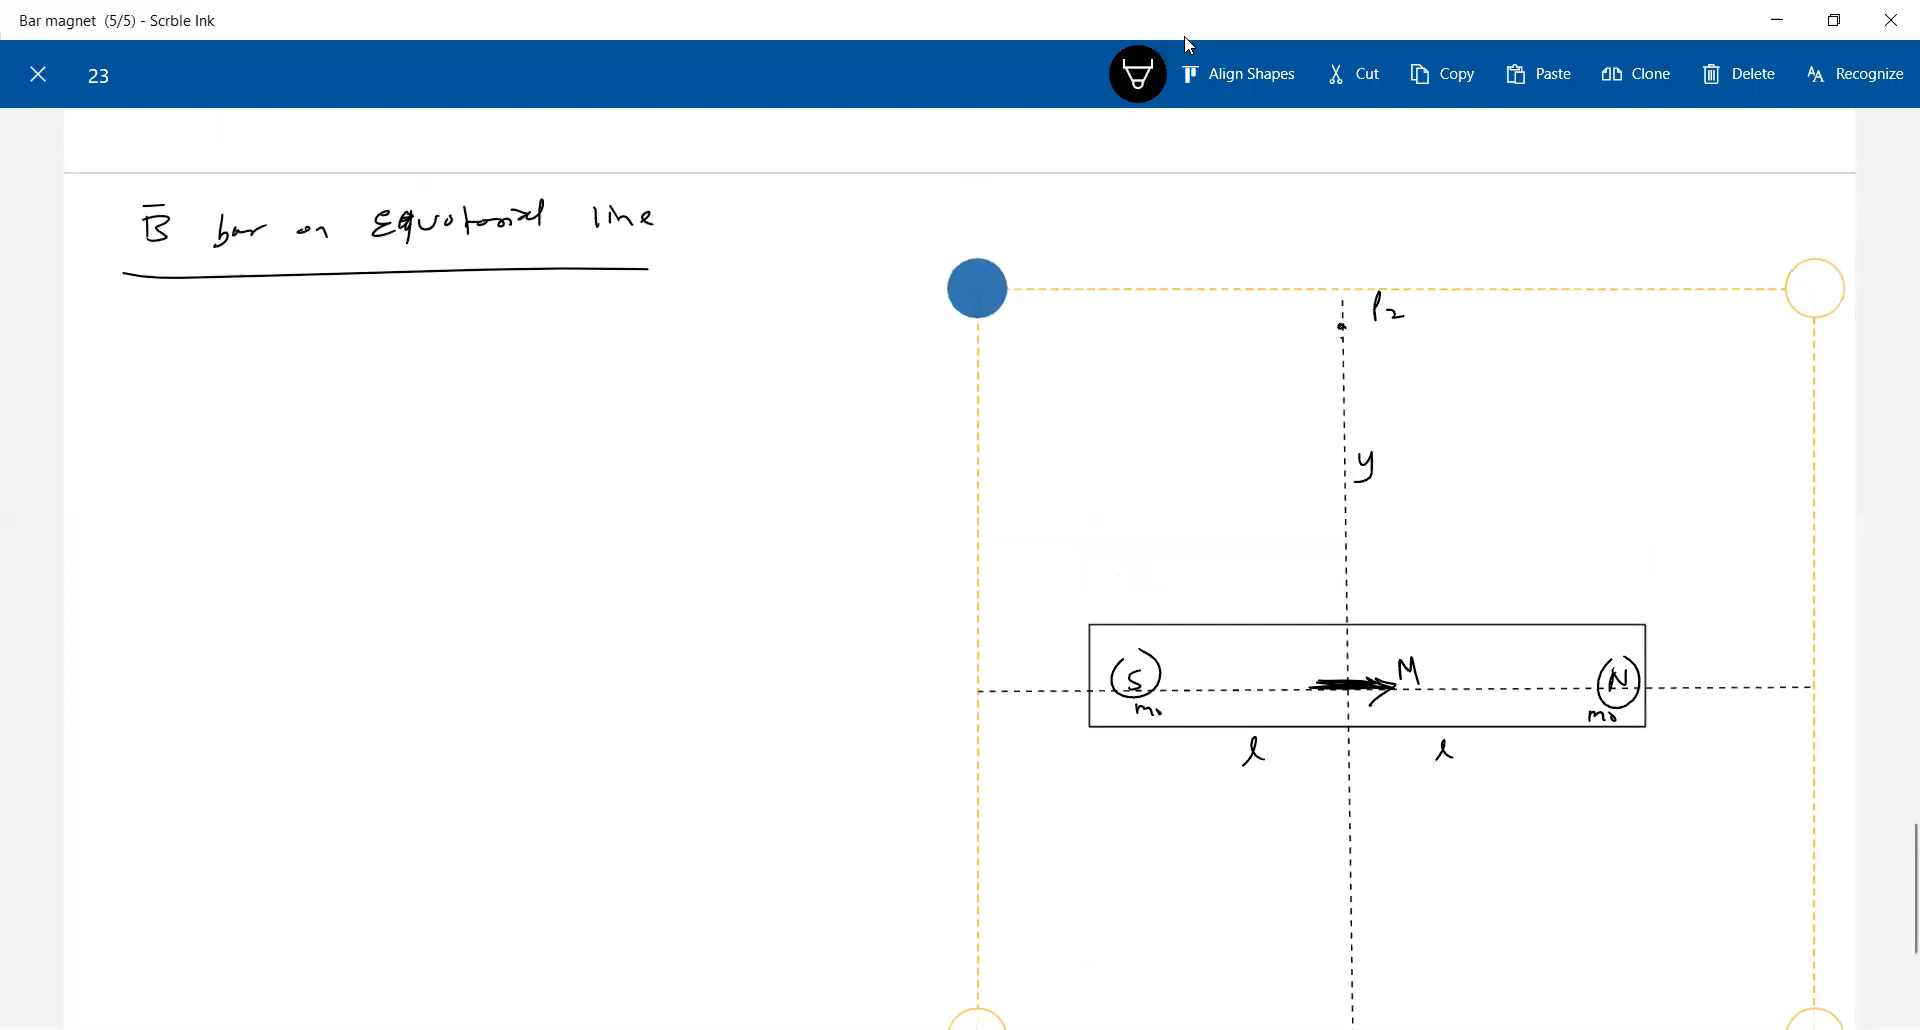 Bar magnet (5/5) - Scrble Ink
23
Align Shapes
Cut
Copy
Paste
Clone
Delete
Recognize
B̅ bar on Equotorial line
P₂
y
S M N
m₀ m₀
l l